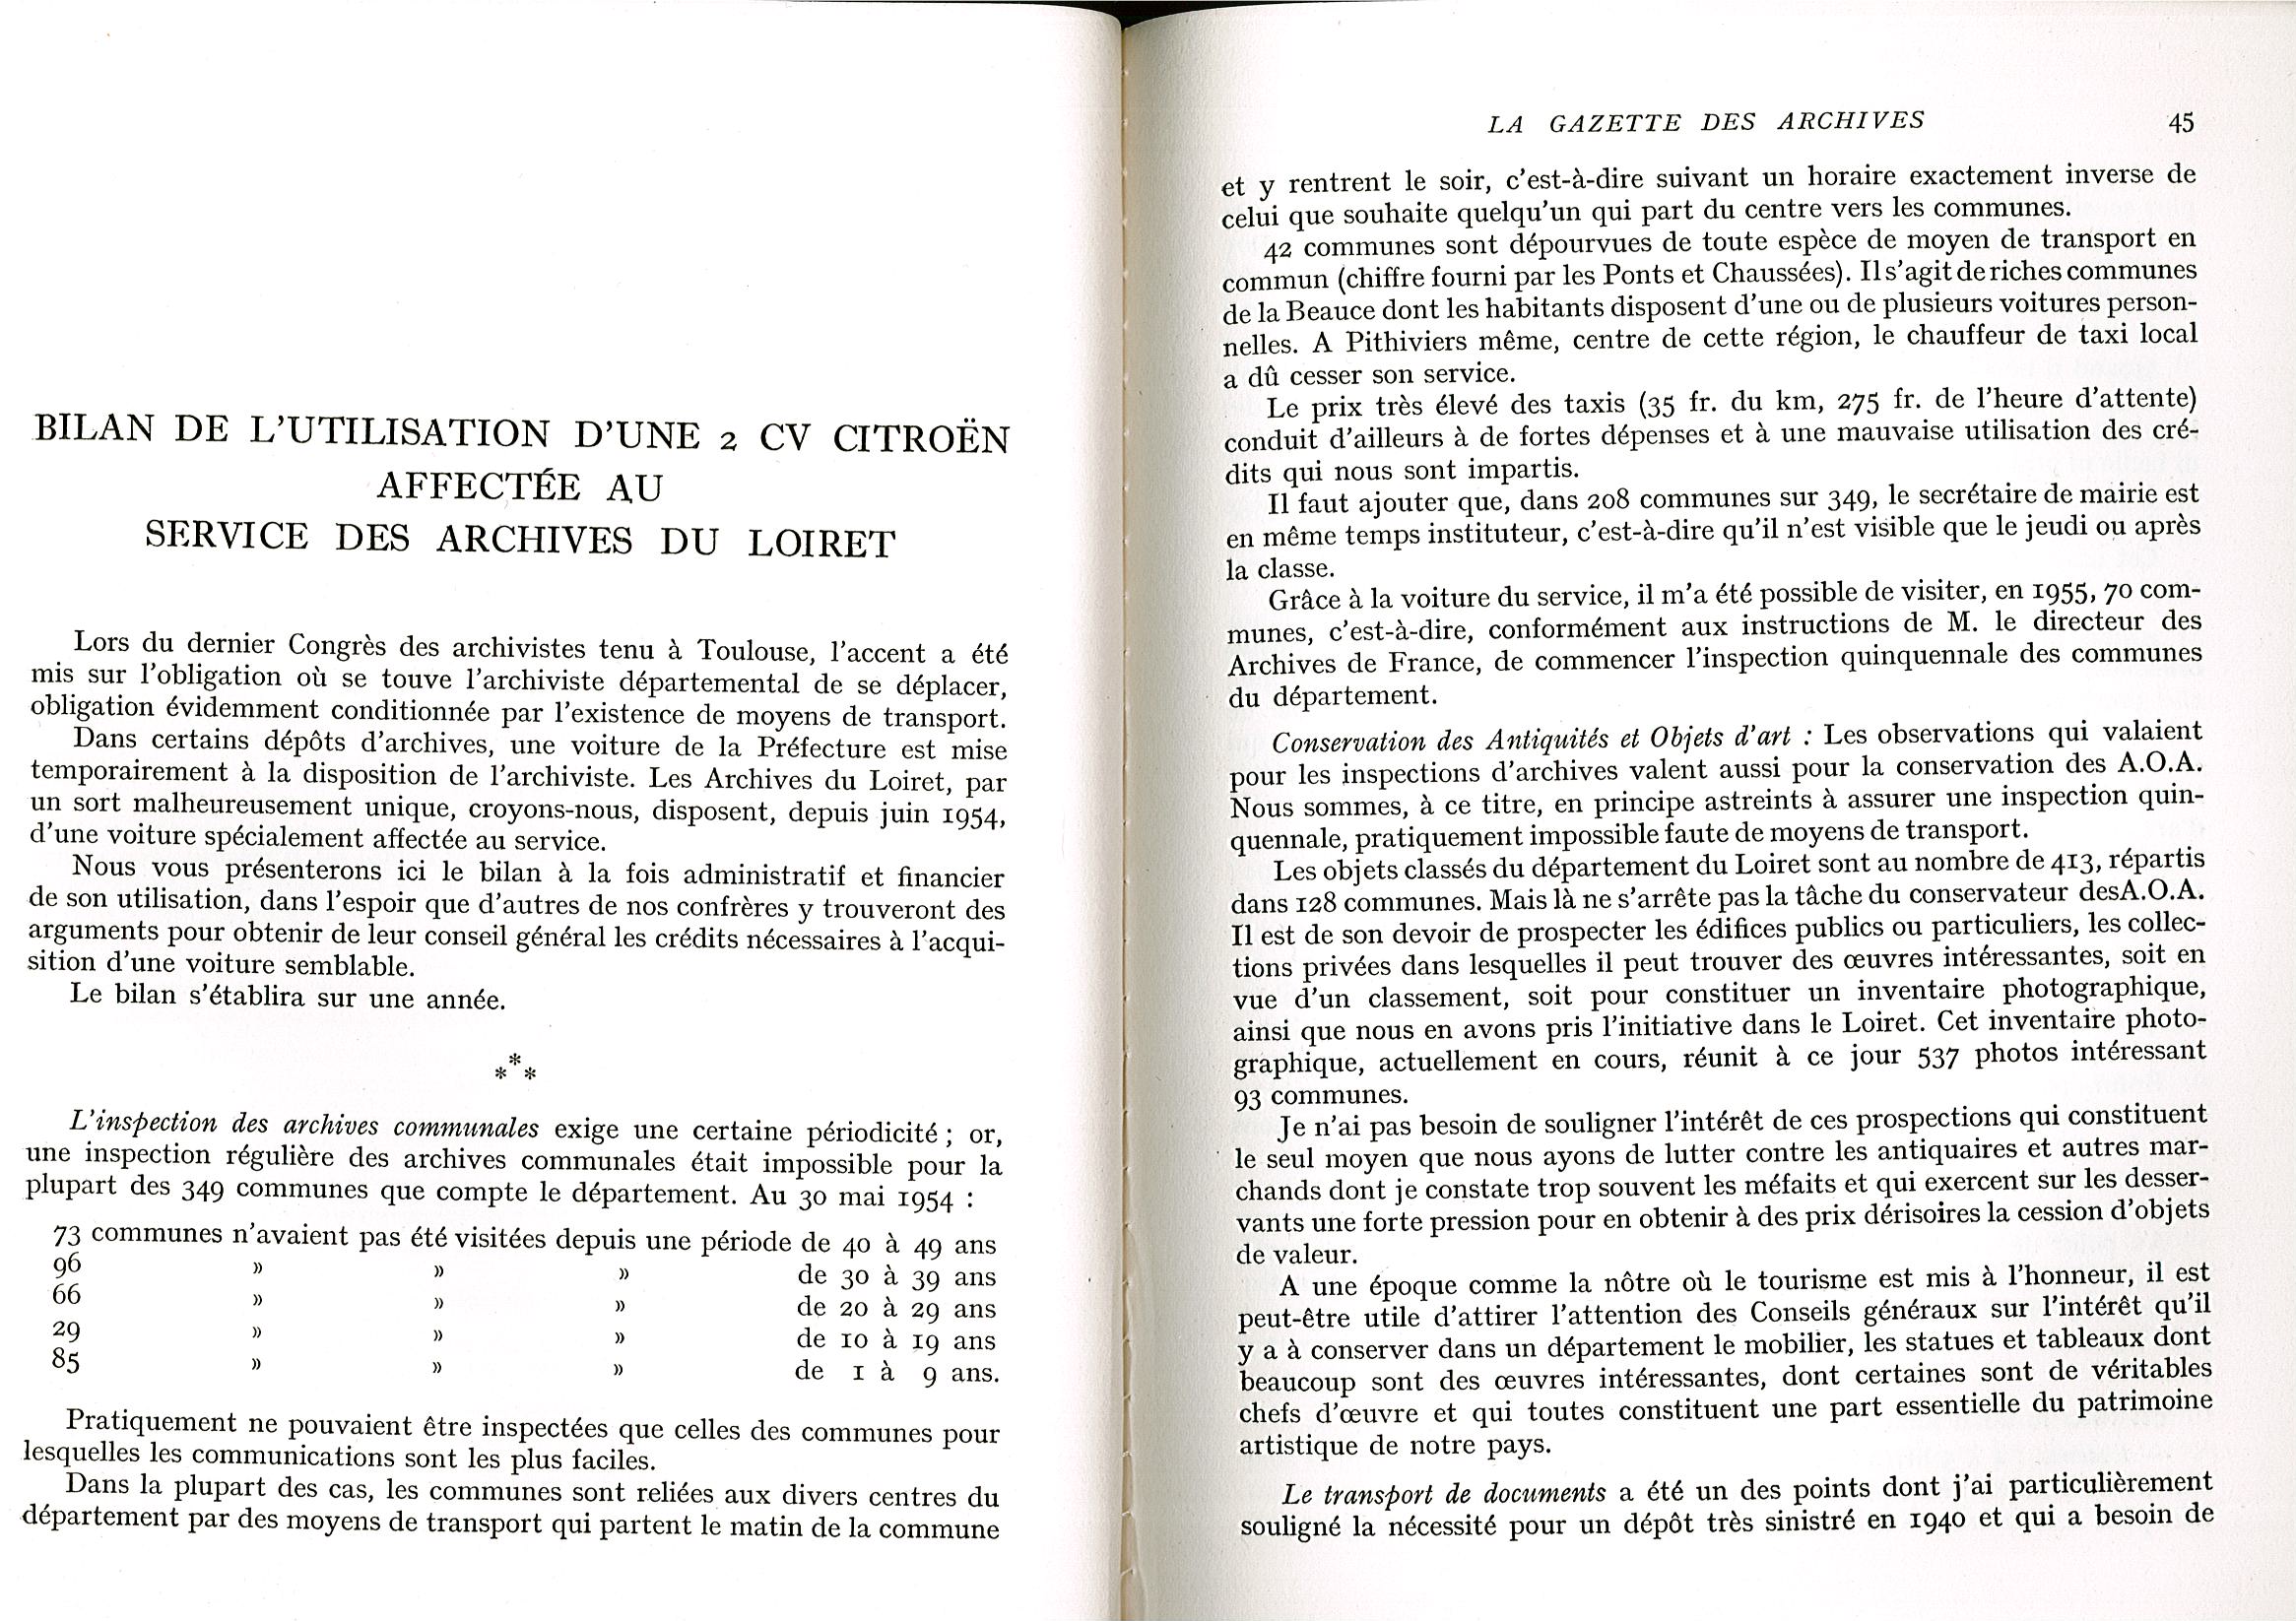 BILAN DE L'UTILISATION D'UNE 2 CV CITROËN
AFFECTÉE AU
SERVICE DES ARCHIVES DU LOIRET
Lors du dernier Congrès des archivistes tenu à Toulouse, l'accent a été
mis sur l'obligation où se touve l'archiviste départemental de se déplacer,
obligation évidemment conditionnée par l'existence de moyens de transport.
Dans certains dépôts d'archives, une voiture de la Préfecture est mise
temporairement à la disposition de l'archiviste. Les Archives du Loiret, par
un sort malheureusement unique, croyons-nous, disposent, depuis juin 1954,
d'une voiture spécialement affectée au service.
Nous vous présenterons ici le bilan à la fois administratif et financier
de son utilisation, dans l'espoir que d'autres de nos confrères y trouveront des
arguments pour obtenir de leur conseil général les crédits nécessaires à l'acqui-
sition d'une voiture semblable.
Le bilan s'établira sur une année.
***
L'inspection des archives communales exige une certaine périodicité ; or,
une inspection régulière des archives communales était impossible pour la
plupart des 349 communes que compte le département. Au 30 mai 1954 :
73 communes n'avaient pas été visitées depuis une période de 40 à 49 ans
96 » » » de 30 à 39 ans
66 » » » de 20 à 29 ans
29 » » » de 10 à 19 ans
85 » » » de 1 à 9 ans.
Pratiquement ne pouvaient être inspectées que celles des communes pour
lesquelles les communications sont les plus faciles.
Dans la plupart des cas, les communes sont reliées aux divers centres du
département par des moyens de transport qui partent le matin de la commune
LA GAZETTE DES ARCHIVES 45
et y rentrent le soir, c'est-à-dire suivant un horaire exactement inverse de
celui que souhaite quelqu'un qui part du centre vers les communes.
42 communes sont dépourvues de toute espèce de moyen de transport en
commun (chiffre fourni par les Ponts et Chaussées). Il s'agit de riches communes
de la Beauce dont les habitants disposent d'une ou de plusieurs voitures person-
nelles. A Pithiviers même, centre de cette région, le chauffeur de taxi local
a dû cesser son service.
Le prix très élevé des taxis (35 fr. du km, 275 fr. de l'heure d'attente)
conduit d'ailleurs à de fortes dépenses et à une mauvaise utilisation des cré-
dits qui nous sont impartis.
Il faut ajouter que, dans 208 communes sur 349, le secrétaire de mairie est
en même temps instituteur, c'est-à-dire qu'il n'est visible que le jeudi ou après
la classe.
Grâce à la voiture du service, il m'a été possible de visiter, en 1955, 70 com-
munes, c'est-à-dire, conformément aux instructions de M. le directeur des
Archives de France, de commencer l'inspection quinquennale des communes
du département.
Conservation des Antiquités et Objets d'art : Les observations qui valaient
pour les inspections d'archives valent aussi pour la conservation des A.O.A.
Nous sommes, à ce titre, en principe astreints à assurer une inspection quin-
quennale, pratiquement impossible faute de moyens de transport.
Les objets classés du département du Loiret sont au nombre de 413, répartis
dans 128 communes. Mais là ne s'arrête pas la tâche du conservateur desA.O.A.
Il est de son devoir de prospecter les édifices publics ou particuliers, les collec-
tions privées dans lesquelles il peut trouver des œuvres intéressantes, soit en
vue d'un classement, soit pour constituer un inventaire photographique,
ainsi que nous en avons pris l'initiative dans le Loiret. Cet inventaire photo-
graphique, actuellement en cours, réunit à ce jour 537 photos intéressant
93 communes.
Je n'ai pas besoin de souligner l'intérêt de ces prospections qui constituent
le seul moyen que nous ayons de lutter contre les antiquaires et autres mar-
chands dont je constate trop souvent les méfaits et qui exercent sur les desser-
vants une forte pression pour en obtenir à des prix dérisoires la cession d'objets
de valeur.
A une époque comme la nôtre où le tourisme est mis à l'honneur, il est
peut-être utile d'attirer l'attention des Conseils généraux sur l'intérêt qu'il
y a à conserver dans un département le mobilier, les statues et tableaux dont
beaucoup sont des œuvres intéressantes, dont certaines sont de véritables
chefs d'œuvre et qui toutes constituent une part essentielle du patrimoine
artistique de notre pays.
Le transport de documents a été un des points dont j'ai particulièrement
souligné la nécessité pour un dépôt très sinistré en 1940 et qui a besoin de